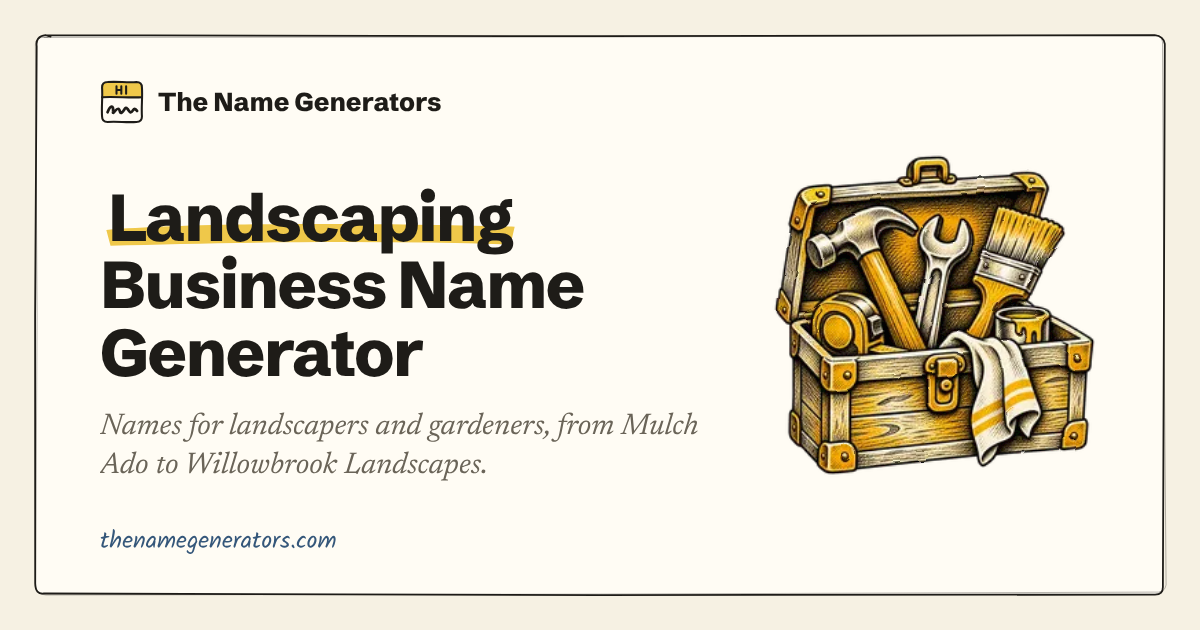 HI
The Name Generators
Landscaping
Business Name
Generator
Names for landscapers and gardeners, from Mulch
Ado to Willowbrook Landscapes.
thenamegenerators.com